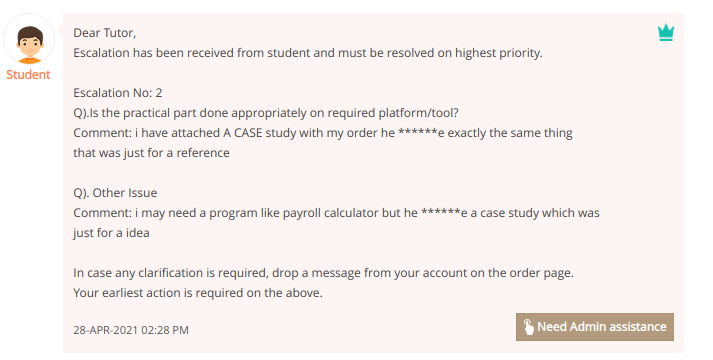 Dear Tutor,
Escalation has been received from student and must be resolved on highest priority.
Student
Escalation No: 2
Q).Is the practical part done appropriately on required platform/tool?
Comment: i have attached A CASE study with my order he ******e exactly the same thing
that was just for a reference
Q). Other Issue
Comment: i may need a program like payroll calculator but he ******e a case study which was
just for a idea
In case any clarification is required, drop a message from your account on the order page.
Your earliest action is required on the above.
28-APR-2021 02:28 PM
Need Admin assistance